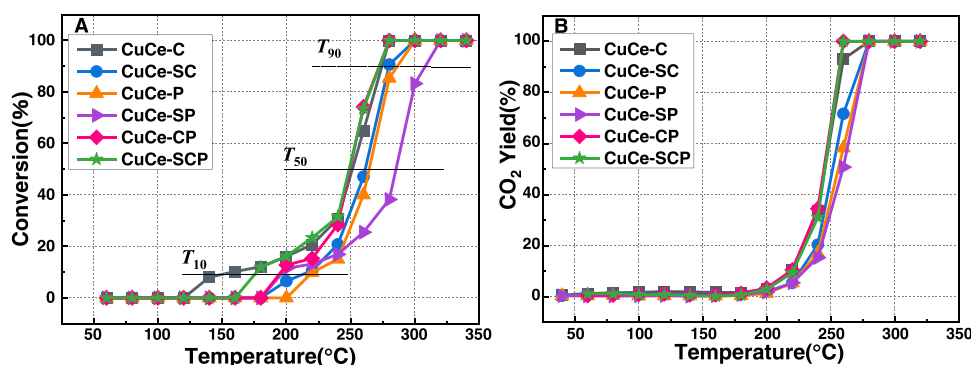 A
CuCe-C
CuCe-SC
CuCe-P
CuCe-SP
CuCe-CP
CuCe-SCP
T90
T50
T10
Conversion(%)
100
80
60
40
20
0
50 100 150 200 250 300 350
Temperature(°C)
B
CuCe-C
CuCe-SC
CuCe-P
CuCe-SP
CuCe-CP
CuCe-SCP
CO2 Yield(%)
100
80
60
40
20
0
50 100 150 200 250 300 350
Temperature(°C)